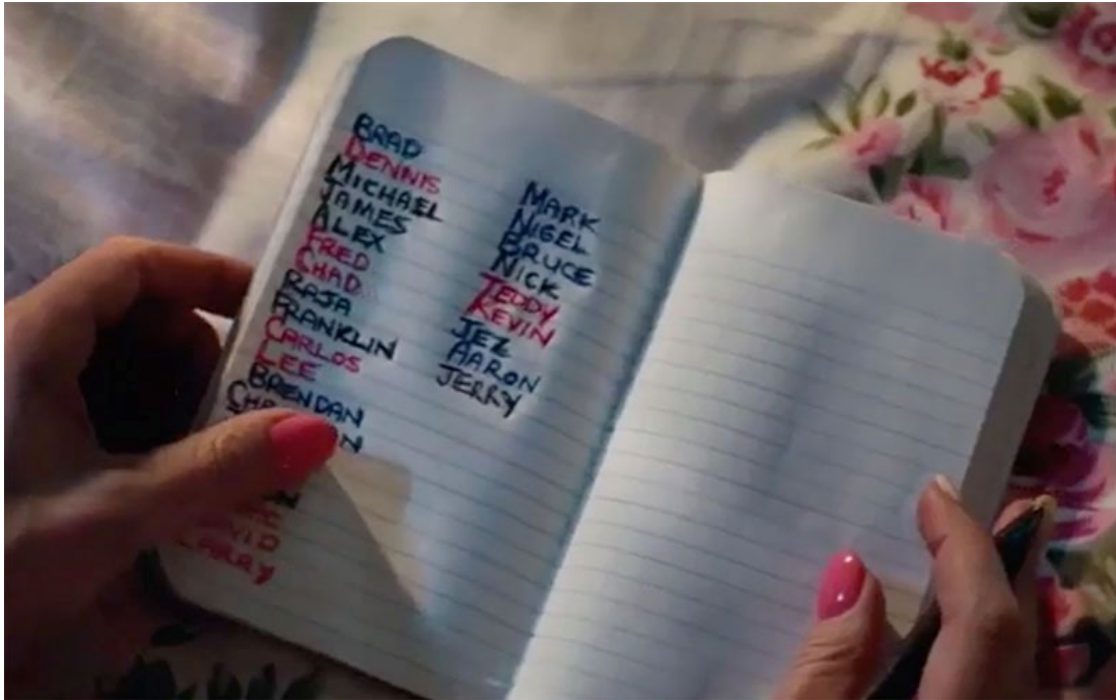 BRAD
DENNIS
MICHAEL
JAMES
ALEX
FRED
CHAD
RAJA
FRANKLIN
CARLOS
LEE
BRENDAN
LARRY
MARK
NIGEL
BRUCE
NICK
TEDDY
KEVIN
JEZ
AARON
JERRY